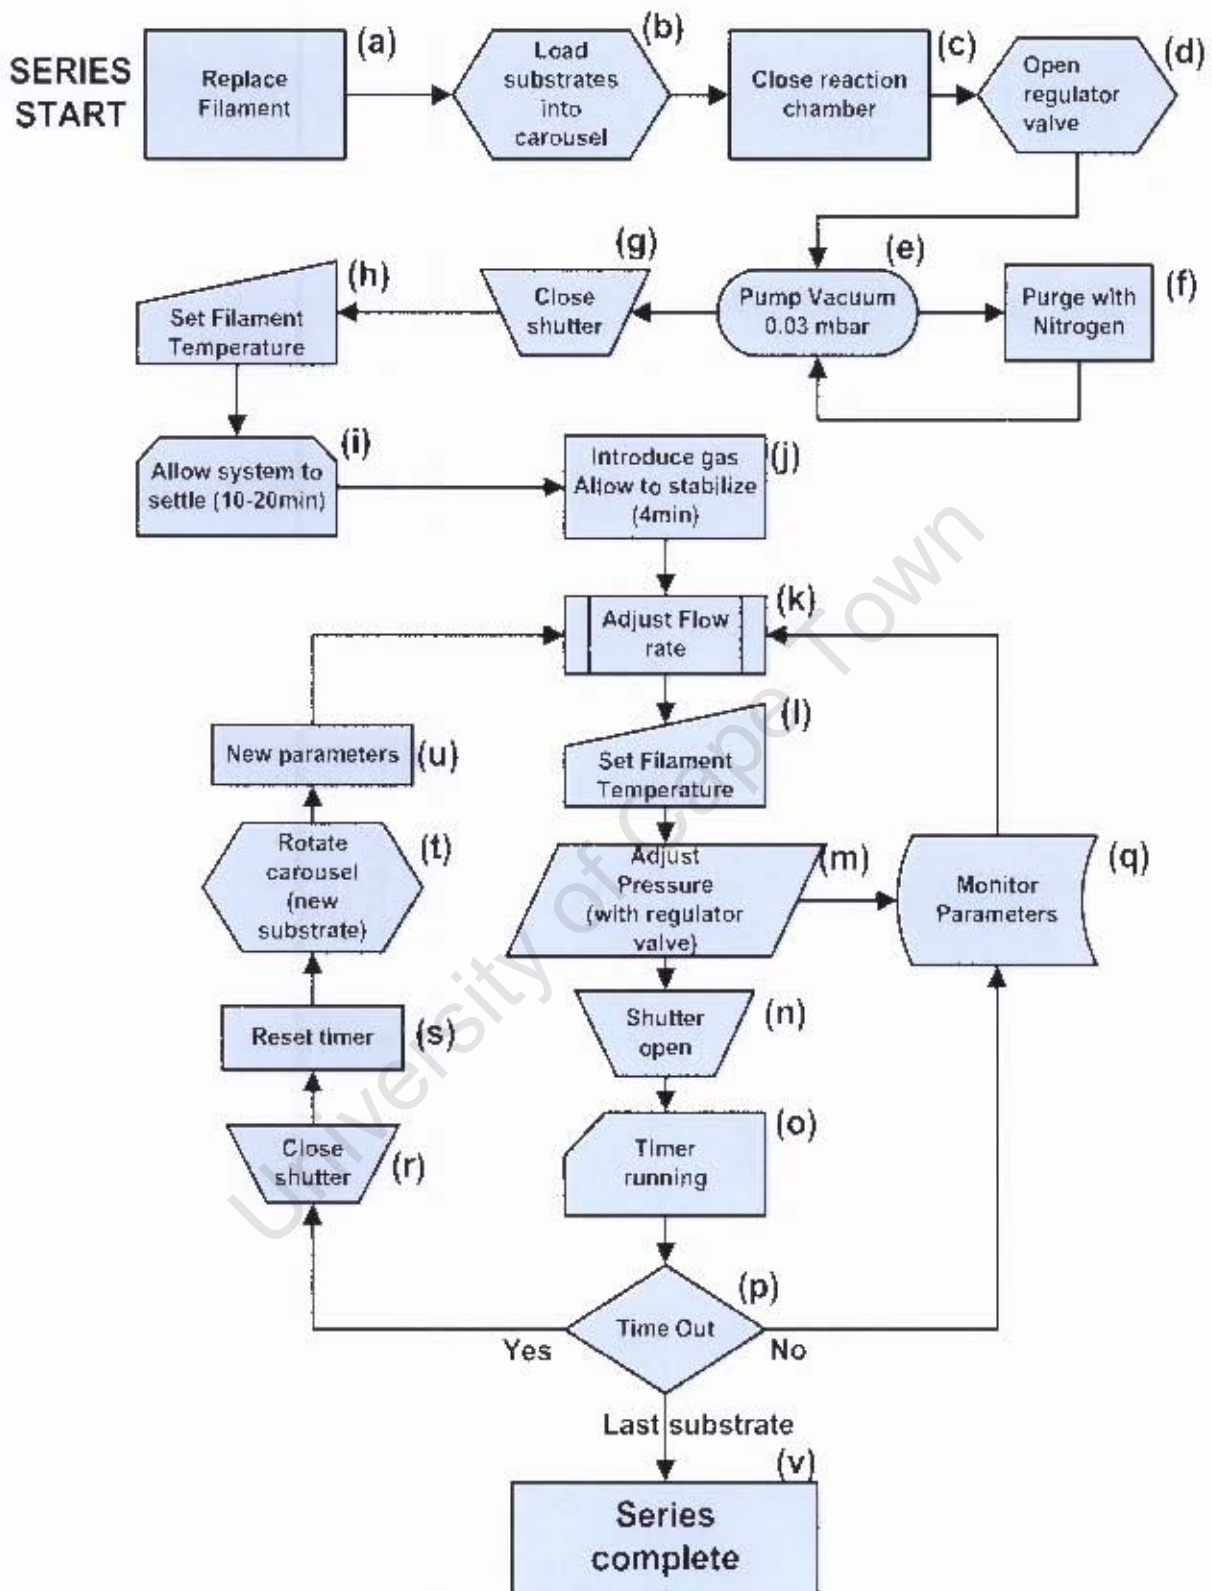 SERIES
START
Replace
Filament
(a)
Load
substrates
into
carousel
(b)
Close reaction
chamber
(c)
Open
regulator
valve
(d)
Pump Vacuum
0.03 mbar
(e)
Purge with
Nitrogen
(f)
Close
shutter
(g)
Set Filament
Temperature
(h)
Allow system to
settle (10-20min)
(i)
Introduce gas
Allow to stabilize
(4min)
(j)
Adjust Flow
rate
(k)
Set Filament
Temperature
(l)
Adjust
Pressure
(with regulator
valve)
(m)
Shutter
open
(n)
Timer
running
(o)
Time Out
(p)
Yes
No
Monitor
Parameters
(q)
Close
shutter
(r)
Reset timer
(s)
Rotate
carousel
(new
substrate)
(t)
New parameters
(u)
Last substrate
Series
complete
(v)
University of Cape Town